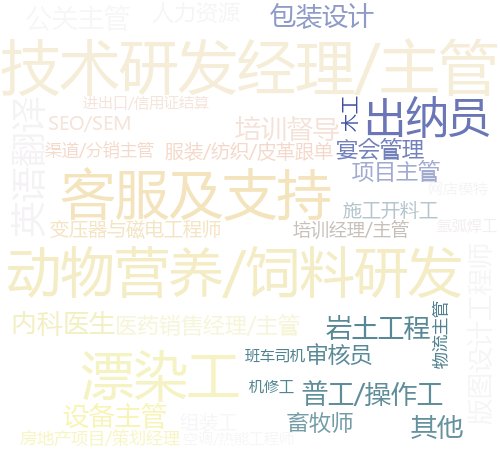 公关主管
人力资源
包装设计
技术研发经理/主管
进出口/信用证结算
SEO/SEM
培训督导
木工
出纳员
英语翻译
渠道/分销主管
服装/纺织/皮革跟单
宴会管理
项目主管
客服及支持
网店模特
施工开料工
变压器与磁电工程师
培训经理/主管
氩弧焊工
动物营养/饲料研发
版图设计工程师
内科医生
医药销售经理/主管
岩土工程
物流主管
漂染工
班车司机
审核员
机修工
普工/操作工
设备主管
组装工
畜牧师
其他
房地产项目/策划经理
空调/热能工程师